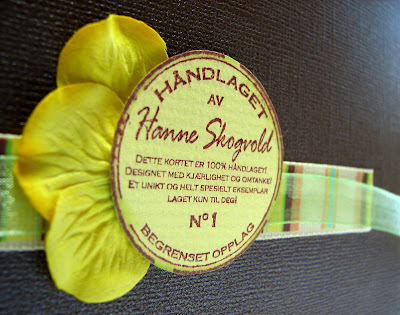 HÅNDLAGET
AV
Hanne Skogvold
DETTE KORTET ER 100% HÅNDLAGET!
DESIGNET MED KJÆRLIGHET OG OMTANKE!
ET UNIKT OG HELT SPESIELT EKSEMPLAR
LAGET KUN TIL DEG!
Nº1
BEGRENSET OPPLAG